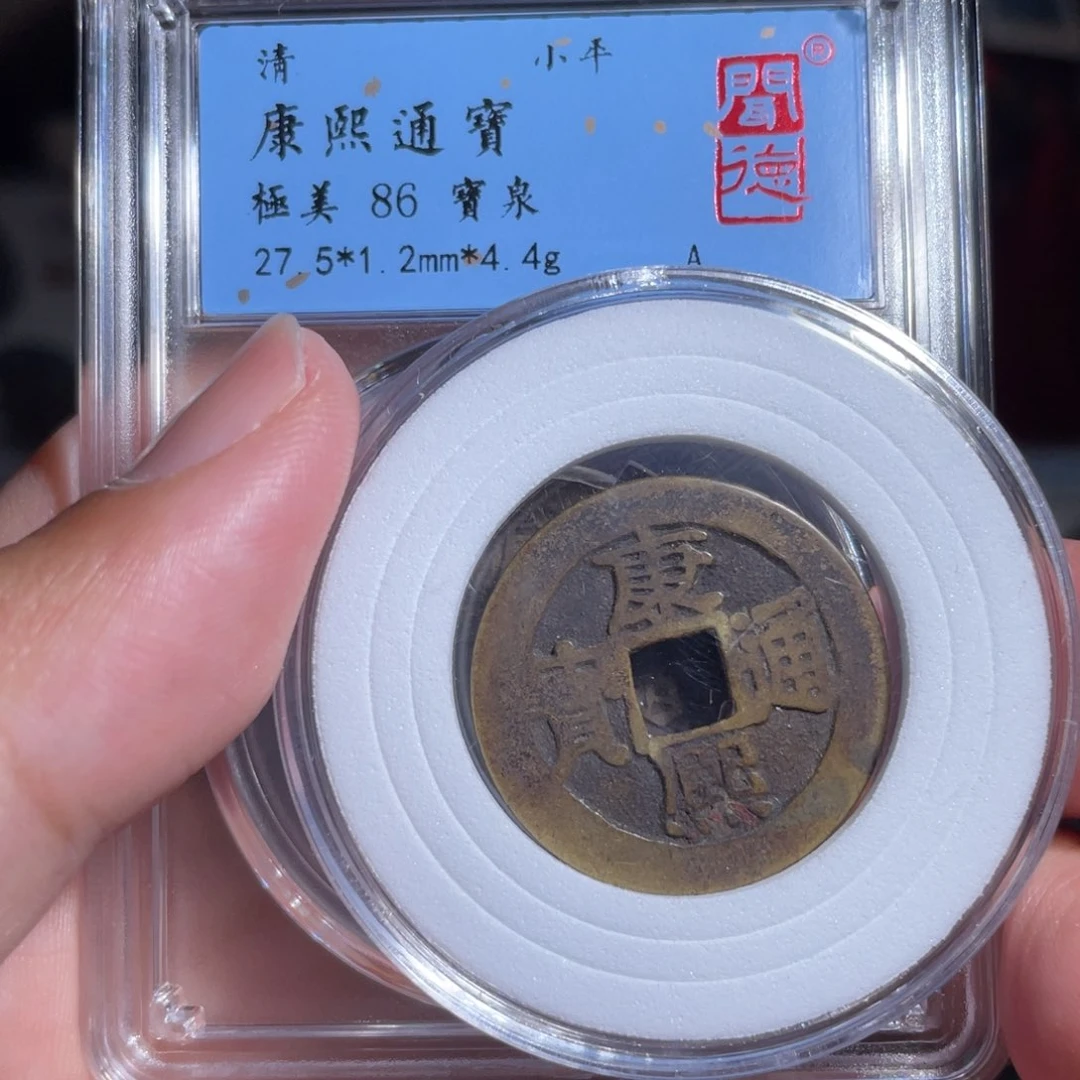 清 小平
康熙通寶
極美 86 寶泉
27.5*1.2mm*4.4g A
聞德
®
康熙通寶